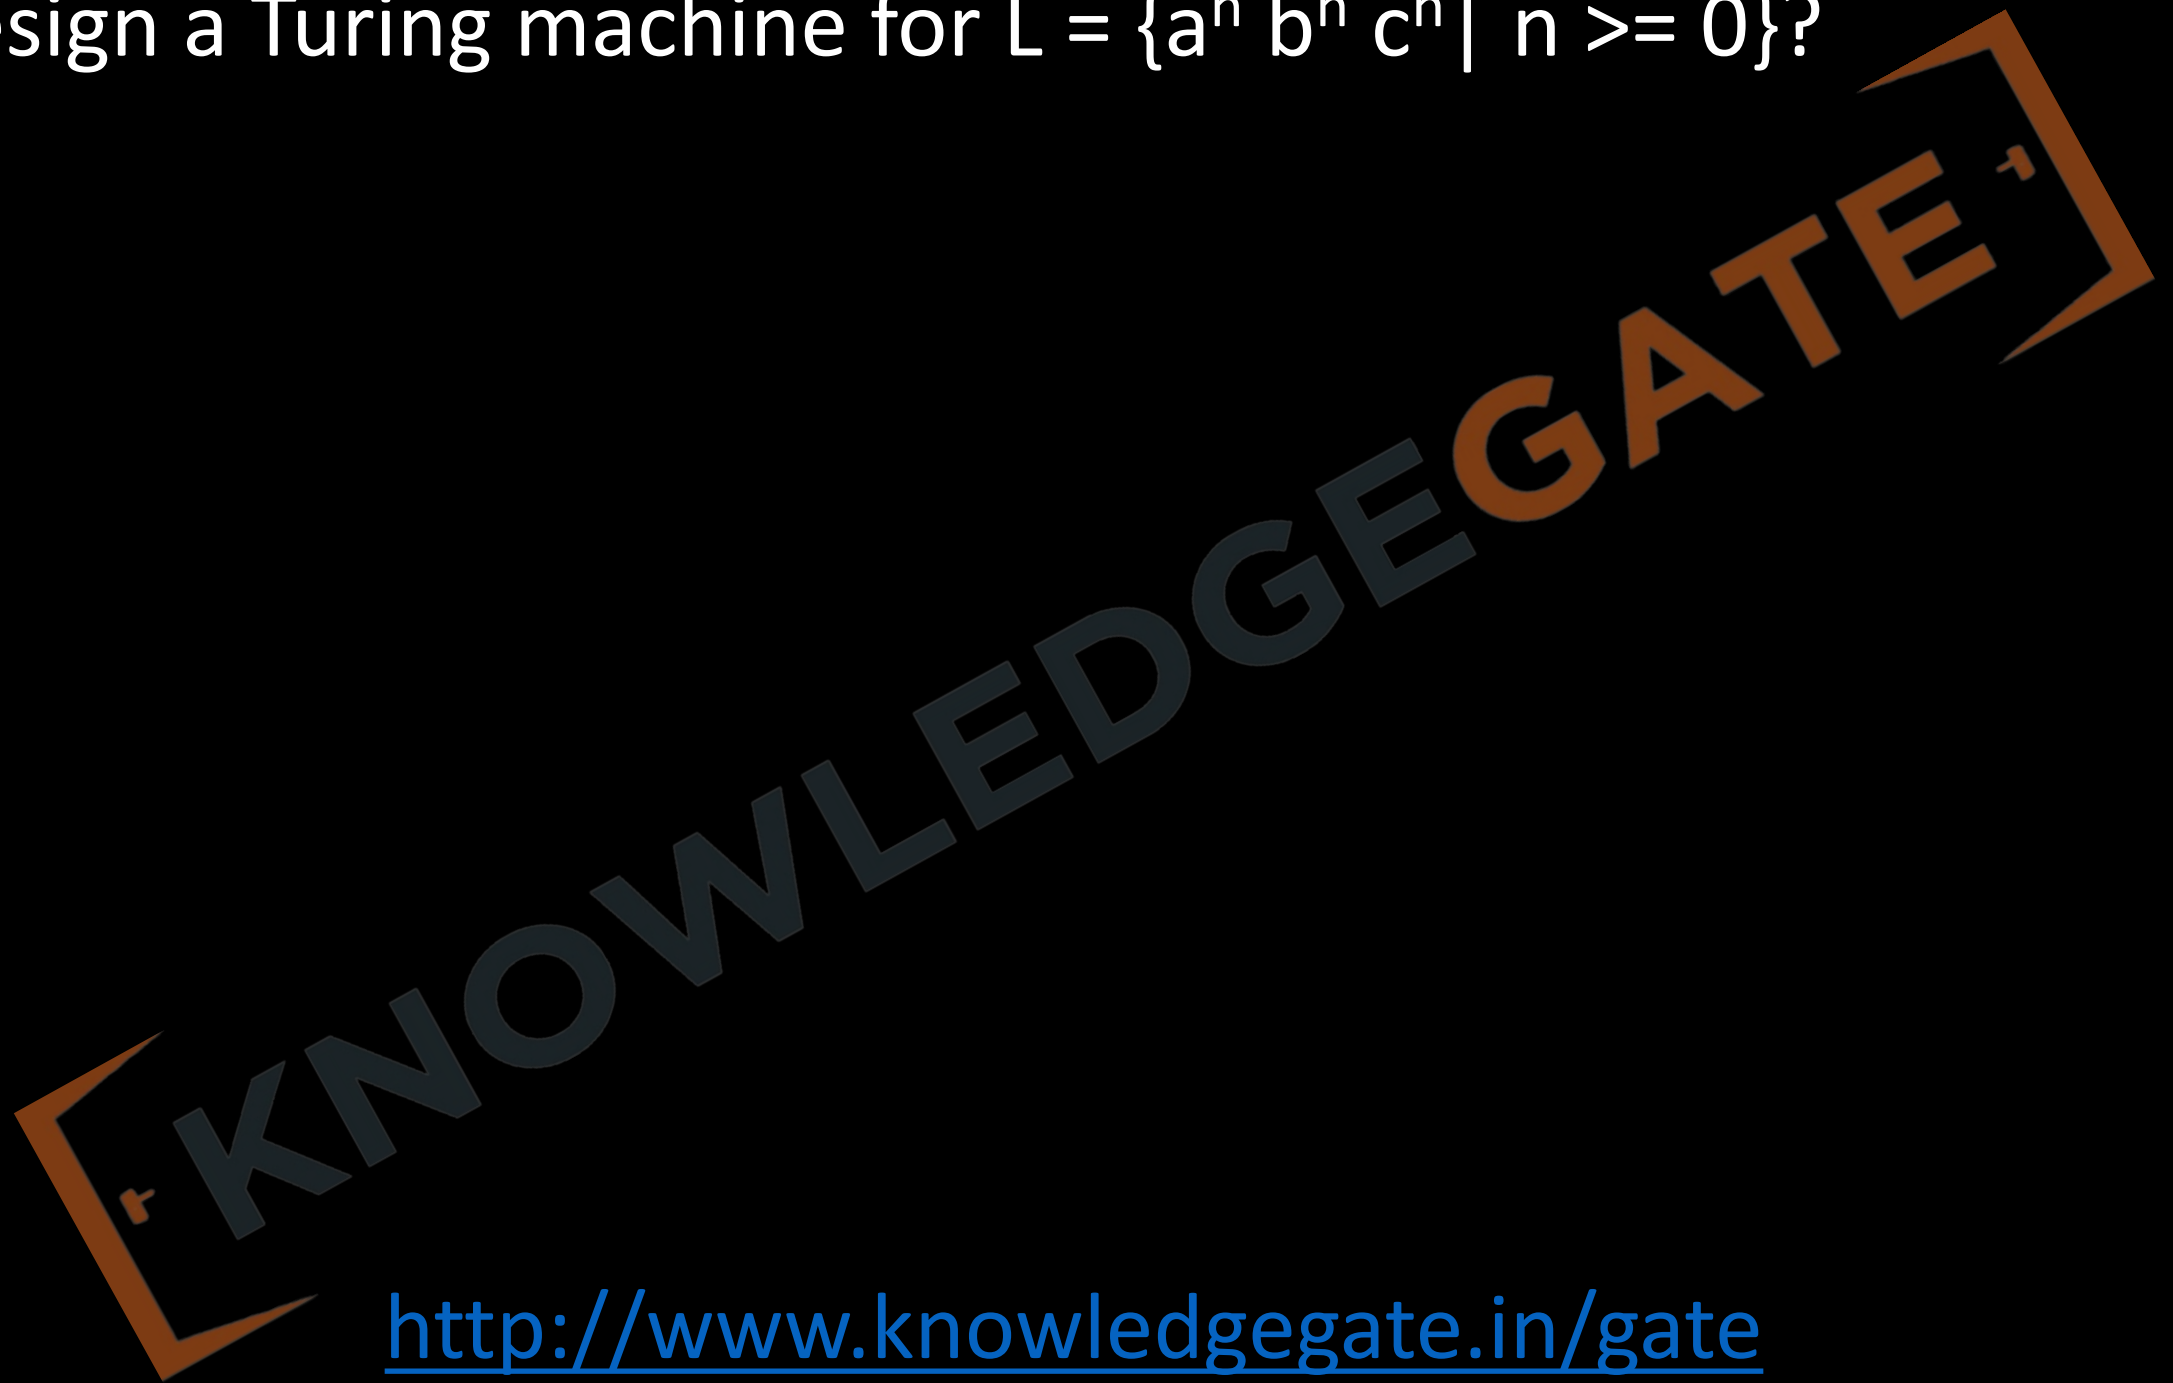 sign a Turing machine for L = {aⁿ bⁿ cⁿ| n >= 0}?
KNOWLEDGEGATE
http://www.knowledgegate.in/gate